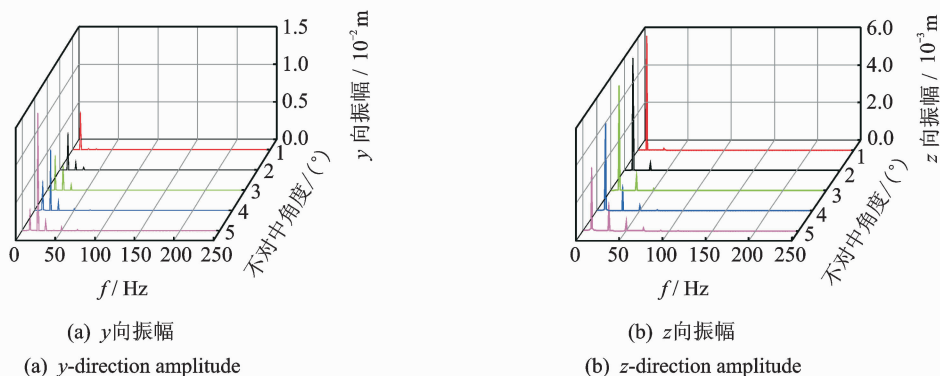 1.5
1.0
0.5
0.0
y 向振幅 / 10⁻² m
1
2
3
4
5
不对中角度/(°)
0 50 100 150 200 250
f / Hz
(a) y向振幅
(a) y-direction amplitude
6.0
4.0
2.0
0.0
z 向振幅 / 10⁻³ m
1
2
3
4
5
不对中角度/(°)
0 50 100 150 200 250
f / Hz
(b) z向振幅
(b) z-direction amplitude